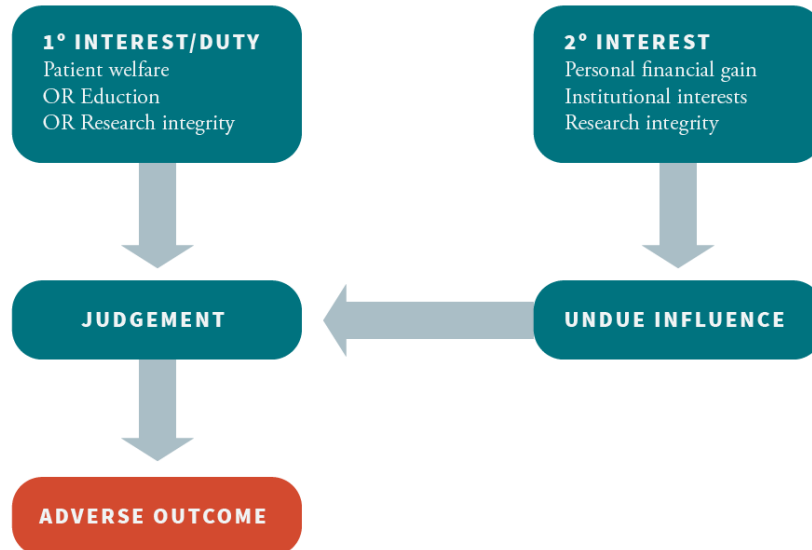 1° INTEREST/DUTY
Patient welfare
OR Eduction
OR Research integrity
2° INTEREST
Personal financial gain
Institutional interests
Research integrity
JUDGEMENT
UNDUE INFLUENCE
ADVERSE OUTCOME